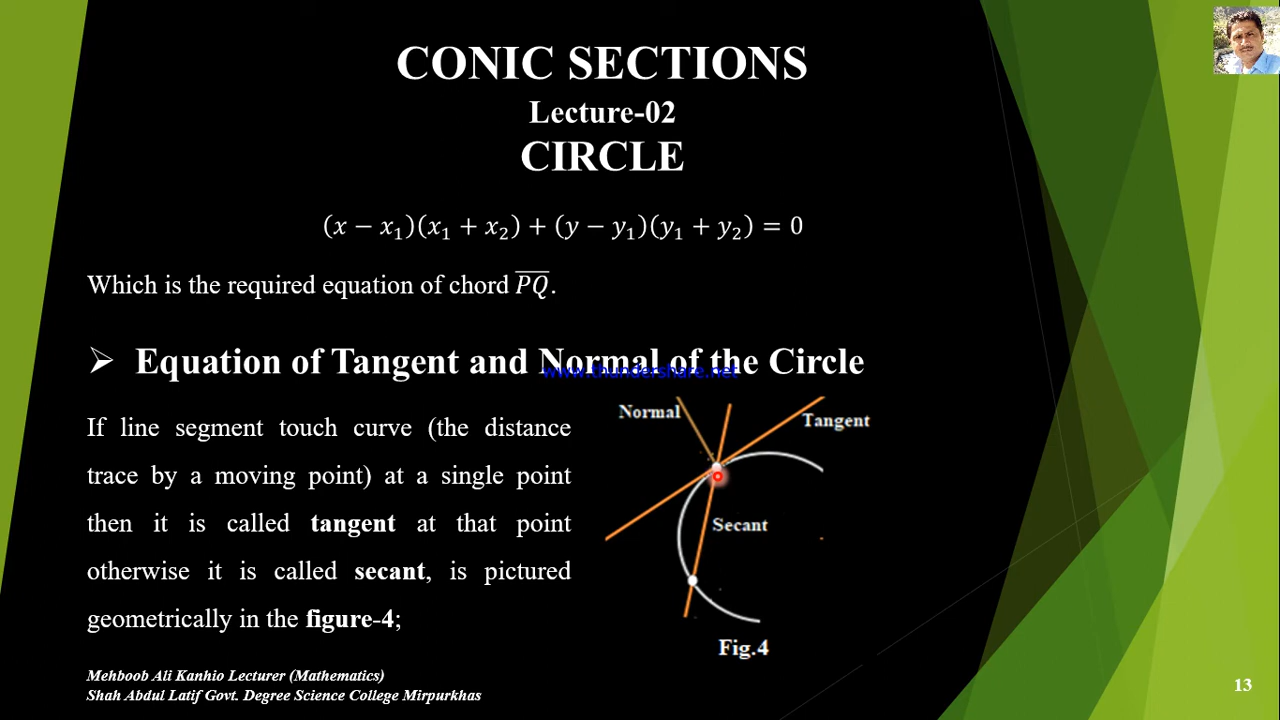 CONIC SECTIONS
Lecture-02
CIRCLE
(x − x₁)(x₁ + x₂) + (y − y₁)(y₁ + y₂) = 0
Which is the required equation of chord P̅Q̅.
➢ Equation of Tangent and Normal of the Circle
www.thundershare.net
If line segment touch curve (the distance
trace by a moving point) at a single point
then it is called tangent at that point
otherwise it is called secant, is pictured
geometrically in the figure-4;
Normal
Tangent
Secant
Fig.4
Mehboob Ali Kanhio Lecturer (Mathematics)
Shah Abdul Latif Govt. Degree Science College Mirpurkhas
13